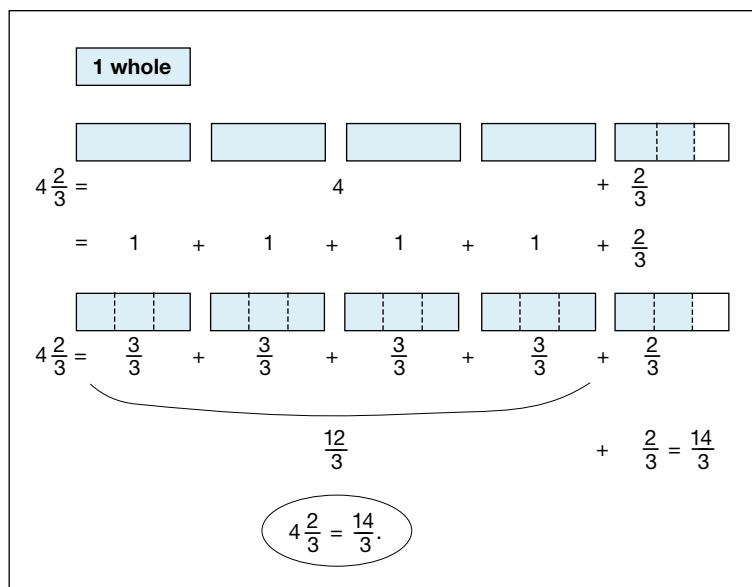 1 whole
4 2/3 = 4 + 2/3
= 1 + 1 + 1 + 1 + 2/3
4 2/3 = 3/3 + 3/3 + 3/3 + 3/3 + 2/3
12/3 + 2/3 = 14/3
4 2/3 = 14/3.